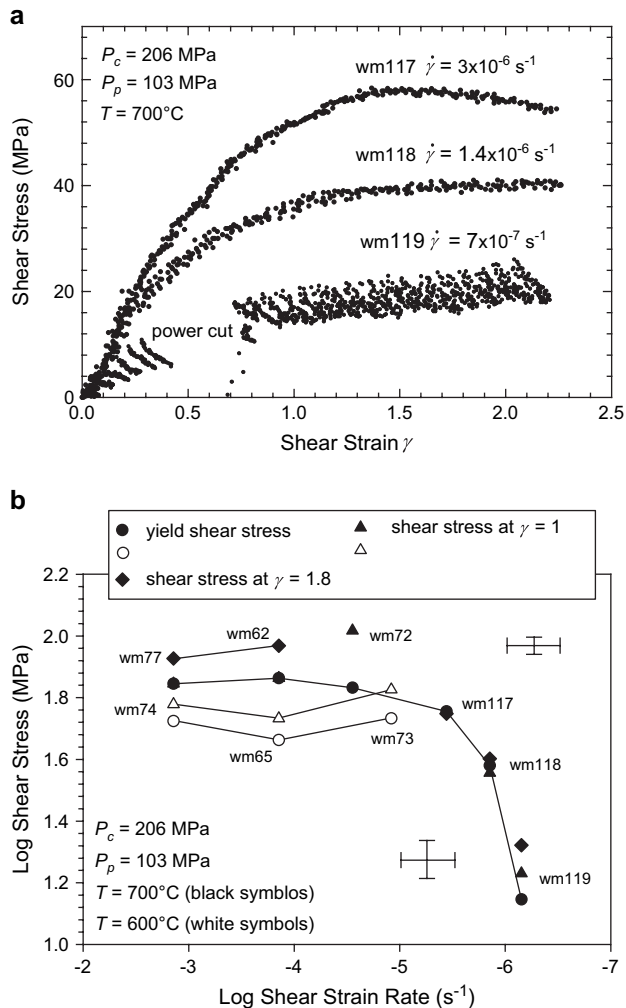 a
P_c = 206 MPa
P_p = 103 MPa
T = 700°C
wm117 γ̇ = 3x10⁻⁶ s⁻¹
wm118 γ̇ = 1.4x10⁻⁶ s⁻¹
wm119 γ̇ = 7x10⁻⁷ s⁻¹
power cut
Shear Stress (MPa)
60
40
20
0
0.0 0.5 1.0 1.5 2.0 2.5
Shear Strain γ
b
yield shear stress
shear stress at γ = 1
shear stress at γ = 1.8
Log Shear Stress (MPa)
2.2
2.0
1.8
1.6
1.4
1.2
1.0
wm77
wm62
wm72
wm74
wm65
wm73
wm117
wm118
wm119
P_c = 206 MPa
P_p = 103 MPa
T = 700°C (black symblos)
T = 600°C (white symbols)
-2 -3 -4 -5 -6 -7
Log Shear Strain Rate (s⁻¹)